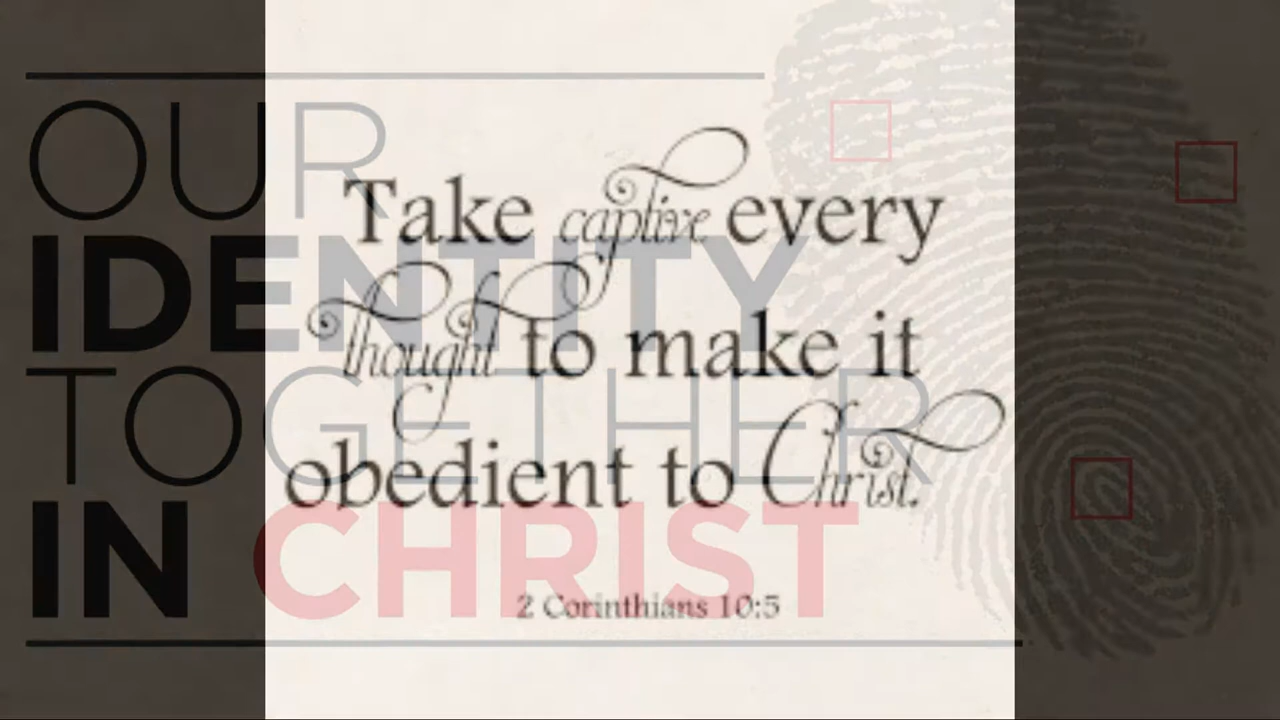 OUR
IDENTITY
TOGETHER
IN CHRIST
Take captive every
thought to make it
obedient to Christ.
2 Corinthians 10:5